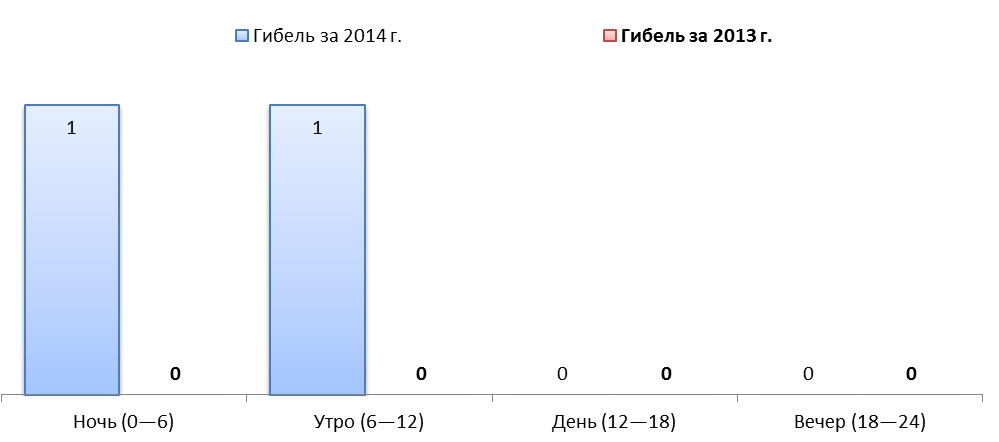 Гибель за 2014 г. Гибель за 2013 г.
1 1
0 0 0 0 0 0
Ночь (0—6) Утро (6—12) День (12—18) Вечер (18—24)